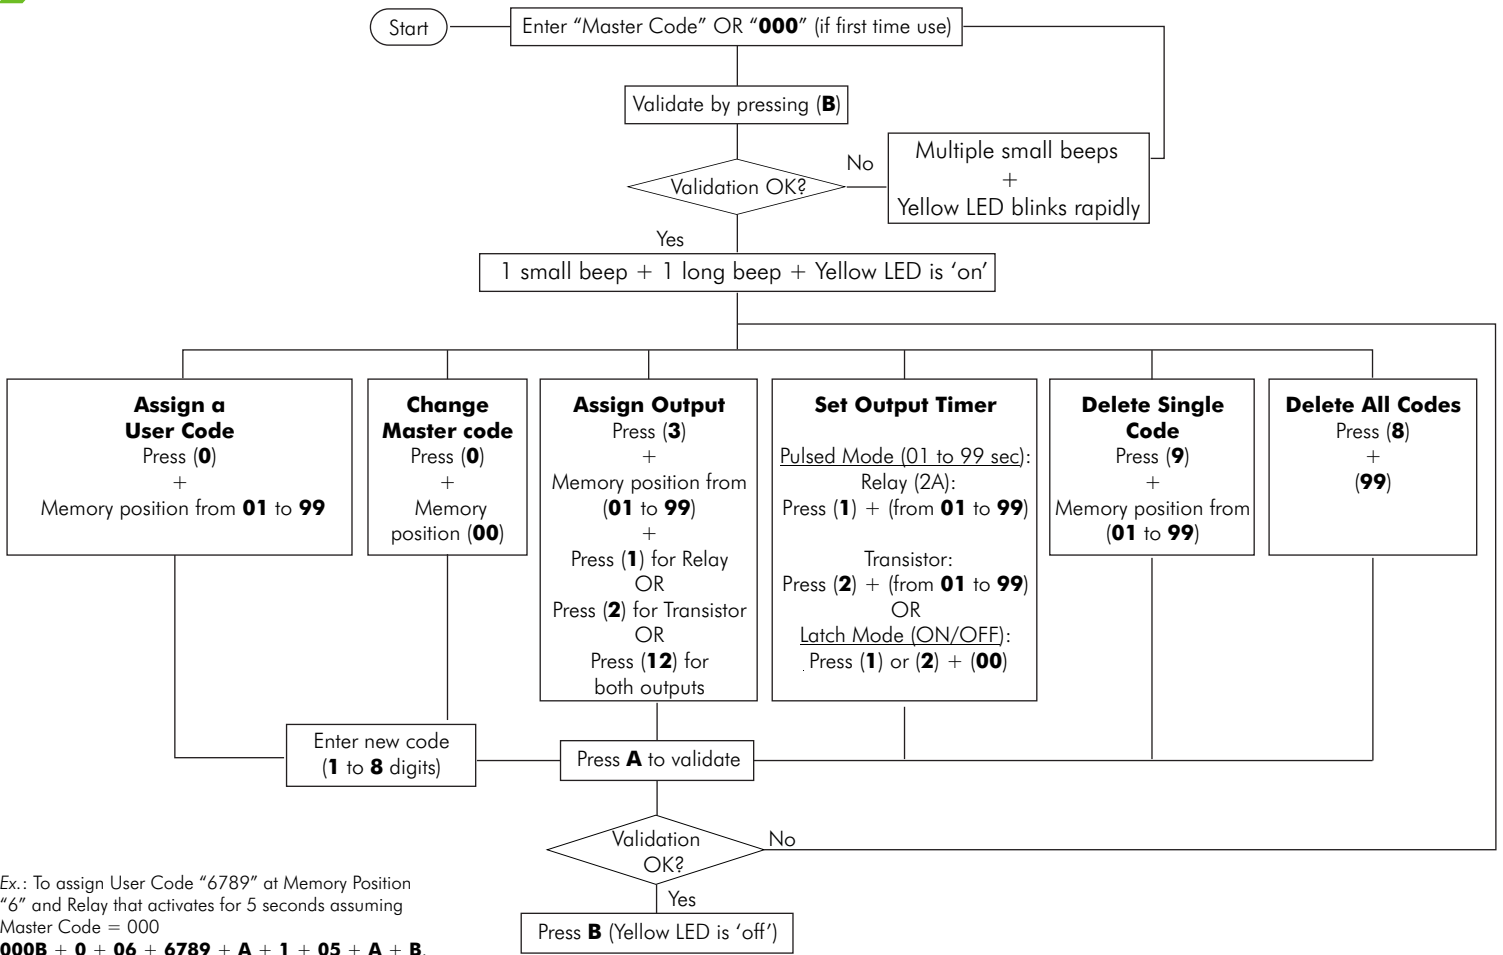 Start
Enter “Master Code” OR “000” (if first time use)
Validate by pressing (B)
Validation OK?
No
Multiple small beeps
+
Yellow LED blinks rapidly
Yes
1 small beep + 1 long beep + Yellow LED is ‘on’
Assign a
User Code
Press (0)
+
Memory position from 01 to 99
Change
Master code
Press (0)
+
Memory
position (00)
Assign Output
Press (3)
+
Memory position from
(01 to 99)
+
Press (1) for Relay
OR
Press (2) for Transistor
OR
Press (12) for
both outputs
Set Output Timer
Pulsed Mode (01 to 99 sec):
Relay (2A):
Press (1) + (from 01 to 99)
Transistor:
Press (2) + (from 01 to 99)
OR
Latch Mode (ON/OFF):
Press (1) or (2) + (00)
Delete Single
Code
Press (9)
+
Memory position from
(01 to 99)
Delete All Codes
Press (8)
+
(99)
Enter new code
(1 to 8 digits)
Press A to validate
Validation
OK?
No
Yes
Press B (Yellow LED is ‘off’)
Ex.: To assign User Code “6789” at Memory Position
“6” and Relay that activates for 5 seconds assuming
Master Code = 000
000B + 0 + 06 + 6789 + A + 1 + 05 + A + B.